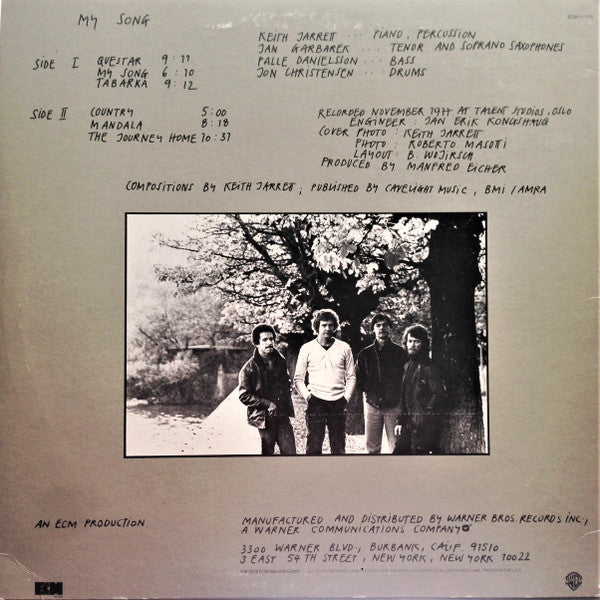 MY SONG
KEITH JARRETT ... PIANO, PERCUSSION
JAN GARBAREK .... TENOR AND SOPRANO SAXOPHONES
PALLE DANIELSSON ... BASS
JON CHRISTENSEN ... DRUMS
SIDE I QUESTAR 9:11
MY SONG 6:10
TABARKA 9:12
SIDE II COUNTRY 5:00
MANDALA 8:18
THE JOURNEY HOME 10:37
RECORDED NOVEMBER 1977 AT TALENT STUDIOS, OSLO
ENGINEER: JAN ERIK KONGSHAUG
COVER PHOTO: KEITH JARRETT
PHOTO: ROBERTO MASOTTI
LAYOUT: B. WOJIRSCH
PRODUCED BY MANFRED EICHER
COMPOSITIONS BY KEITH JARRETT, PUBLISHED BY CAVELIGHT MUSIC, BMI / AMRA
AN ECM PRODUCTION
MANUFACTURED AND DISTRIBUTED BY WARNER BROS. RECORDS INC.,
A WARNER COMMUNICATIONS COMPANY
3300 WARNER BLVD., BURBANK, CALIF. 91510
3 EAST 54TH STREET, NEW YORK, NEW YORK 10022
ECM